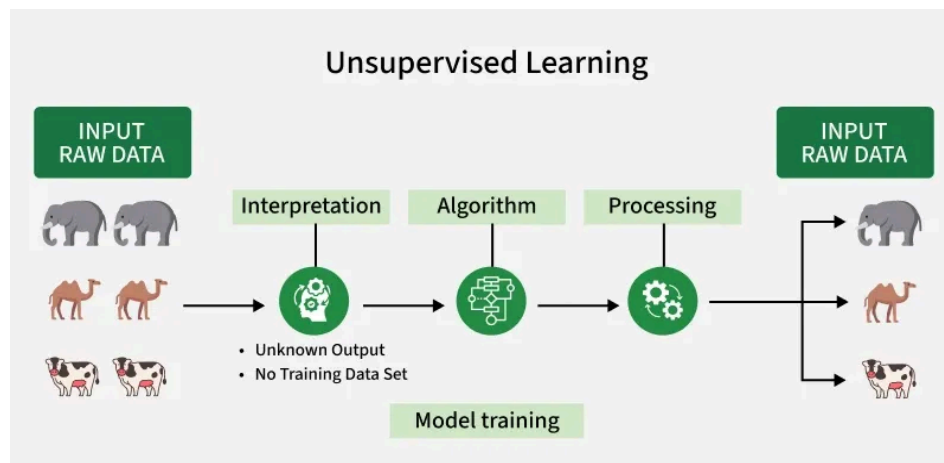 Unsupervised Learning
INPUT
RAW DATA
INPUT
RAW DATA
Interpretation
Algorithm
Processing
• Unknown Output
• No Training Data Set
Model training